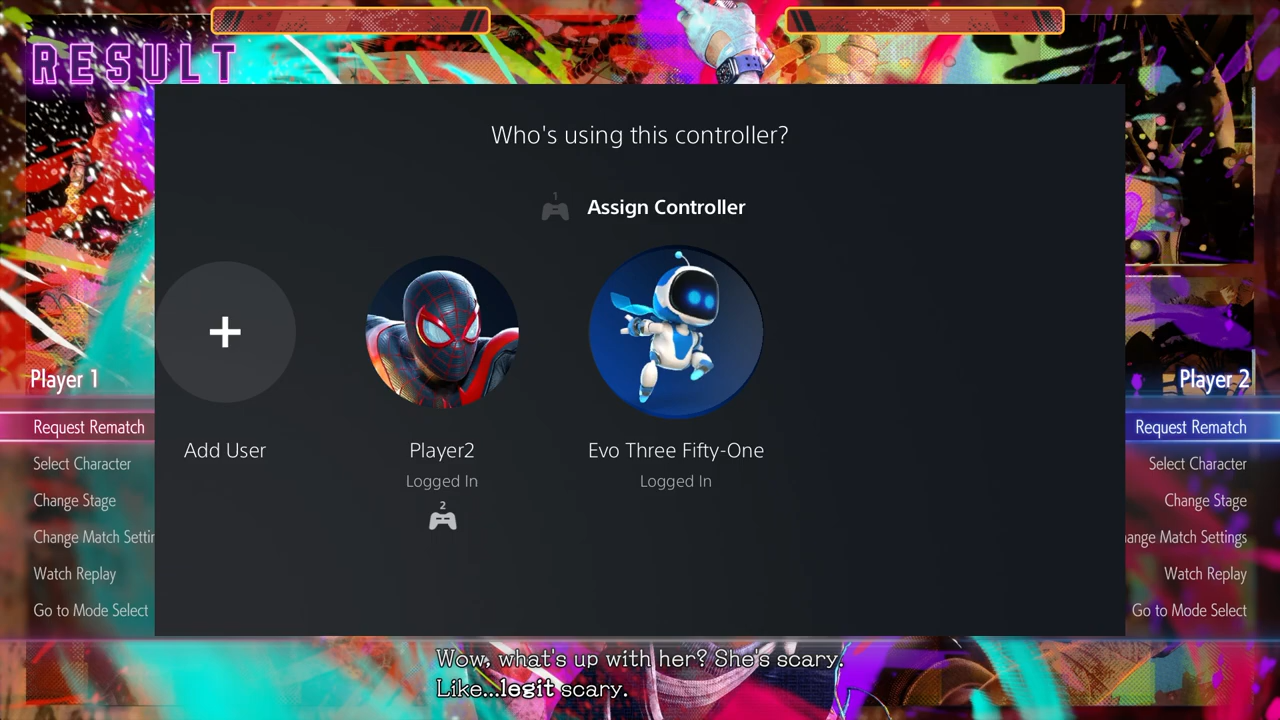 RESULT
Who's using this controller?
1
Assign Controller
Add User
Player2
Logged In
2
Evo Three Fifty-One
Logged In
Player 1
Request Rematch
Select Character
Change Stage
Change Match Settin
Watch Replay
Go to Mode Select
Player 2
Request Rematch
Select Character
Change Stage
ange Match Settings
Watch Replay
Go to Mode Select
Wow, what's up with her? She's scary.
Like...legit scary.